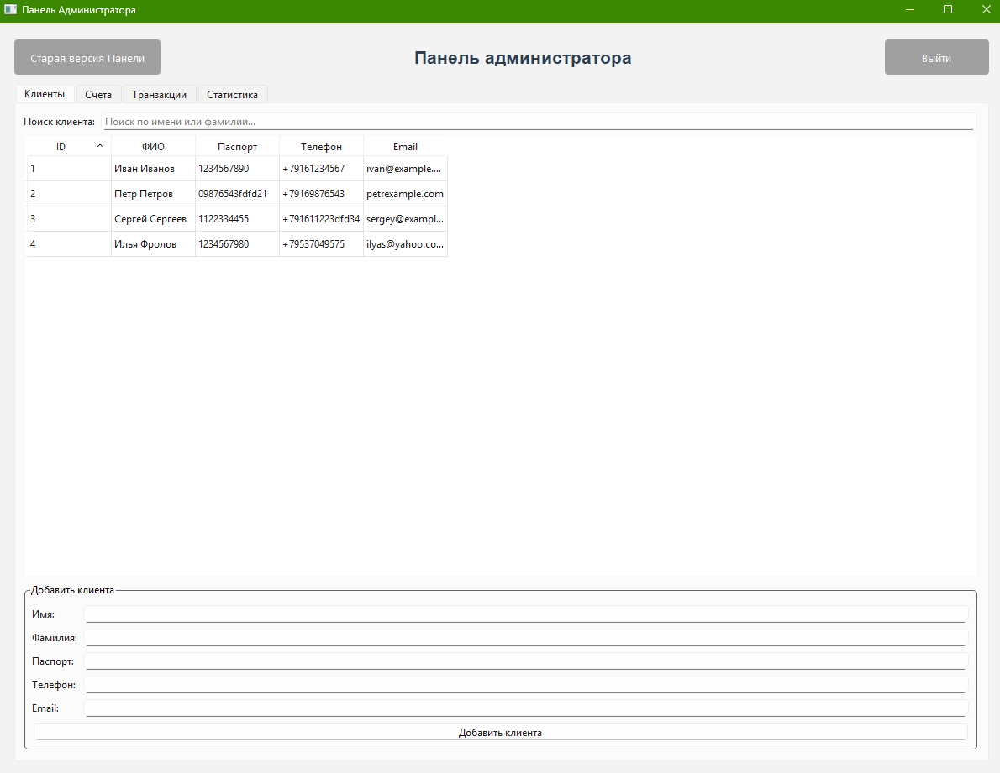 Панель Администратора
Старая версия Панели
Панель администратора
Выйти
Клиенты Счета Транзакции Статистика
Поиск клиента: Поиск по имени или фамилии...
ID ФИО Паспорт Телефон Email
1 Иван Иванов 1234567890 +79161234567 ivan@example....
2 Петр Петров 09876543fdfd21 +79169876543 petrexample.com
3 Сергей Сергеев 1122334455 +791611223dfd34 sergey@exampl...
4 Илья Фролов 1234567980 +79537049575 ilyas@yahoo.co...
Добавить клиента
Имя:
Фамилия:
Паспорт:
Телефон:
Email:
Добавить клиента